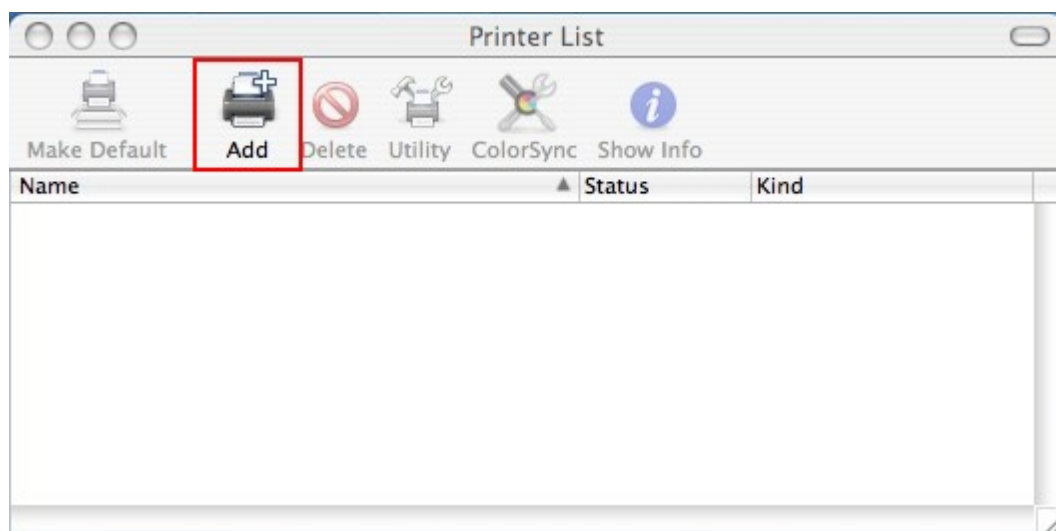 Printer List
Make Default Add Delete Utility ColorSync Show Info
Name Status Kind